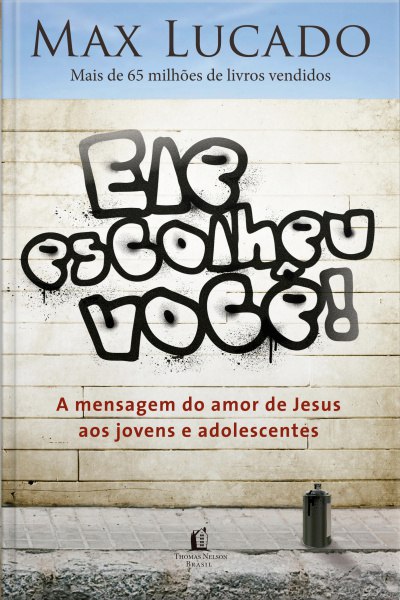 MAX LUCADO
Mais de 65 milhões de livros vendidos
Ele
escolheu
você!
A mensagem do amor de Jesus
aos jovens e adolescentes
THOMAS NELSON
BRASIL